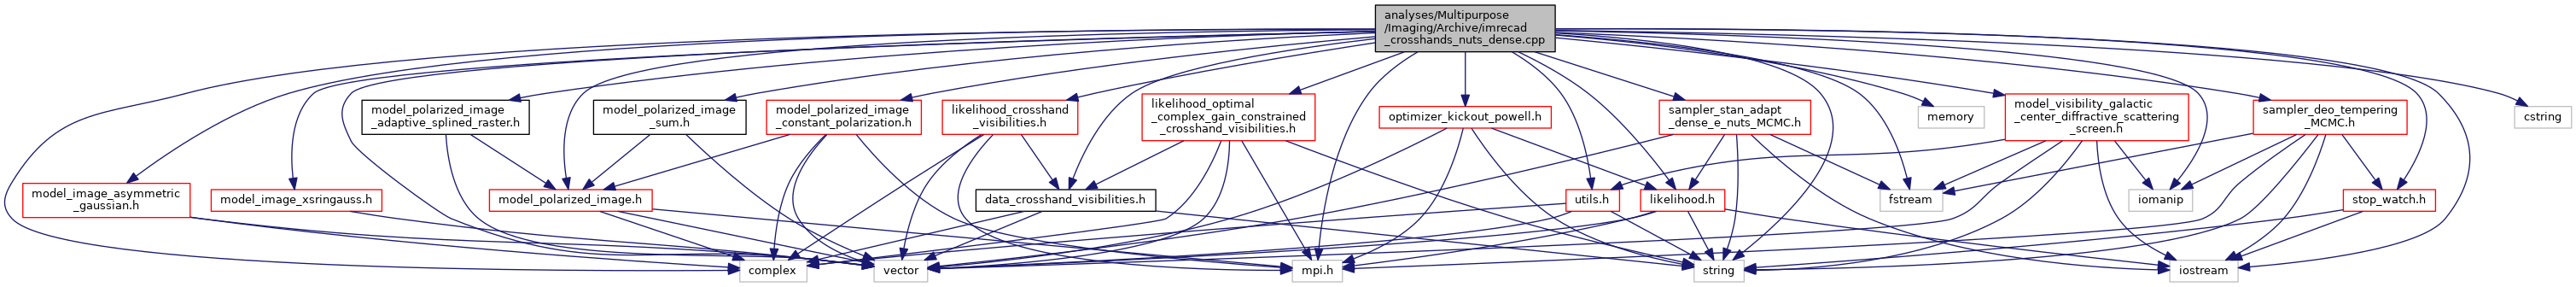 analyses/Multipurpose
/Imaging/Archive/imrecad
_crosshands_nuts_dense.cpp
model_polarized_image
_adaptive_splined_raster.h
model_polarized_image
_sum.h
model_polarized_image
_constant_polarization.h
likelihood_crosshand
_visibilities.h
likelihood_optimal
_complex_gain_constrained
_crosshand_visibilities.h
optimizer_kickout_powell.h
sampler_stan_adapt
_dense_e_nuts_MCMC.h
memory
model_visibility_galactic
_center_diffractive_scattering
_screen.h
sampler_deo_tempering
_MCMC.h
cstring
model_image_asymmetric
_gaussian.h
model_image_xsringauss.h
model_polarized_image.h
data_crosshand_visibilities.h
utils.h
likelihood.h
fstream
iomanip
stop_watch.h
complex
vector
mpi.h
string
iostream